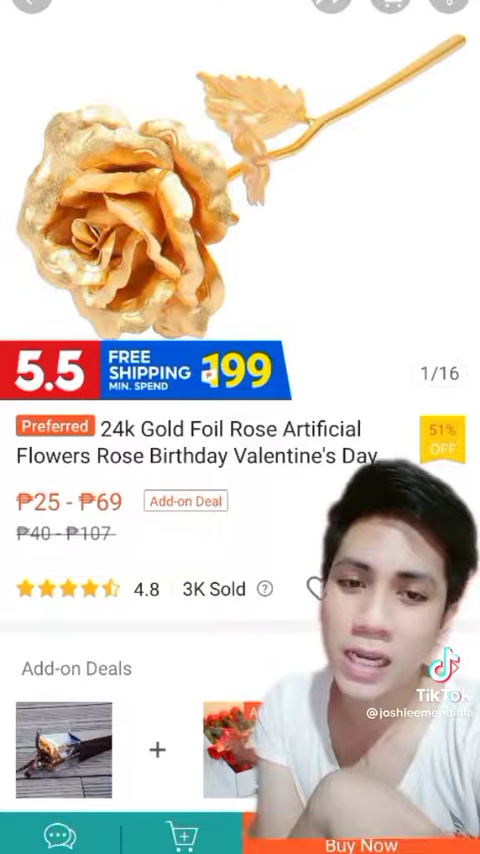 5.5
FREE
SHIPPING
MIN. SPEND
₱199
1/16
Preferred 24k Gold Foil Rose Artificial
Flowers Rose Birthday Valentine's Day
51%
OFF
₱25 - ₱69
Add-on Deal
₱40 - ₱107
4.8
3K Sold
?
Add-on Deals
+
TikTok
Buy Now